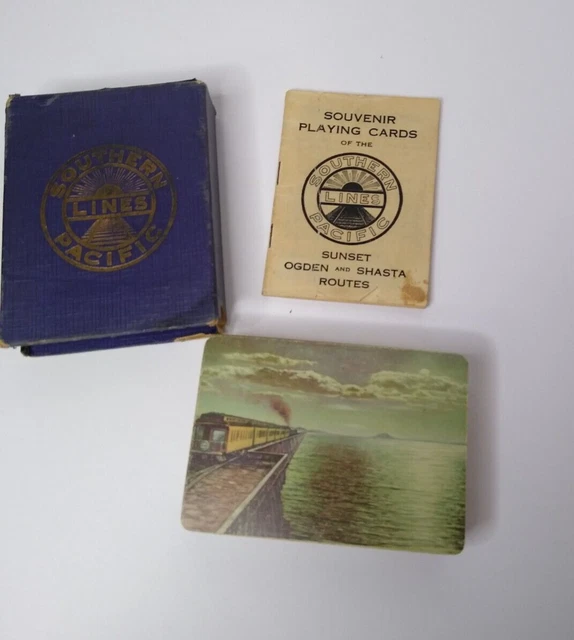 SOUTHERN
LINES
PACIFIC
SOUVENIR
PLAYING CARDS
OF THE
SOUTHERN
LINES
PACIFIC
SUNSET
OGDEN AND SHASTA
ROUTES